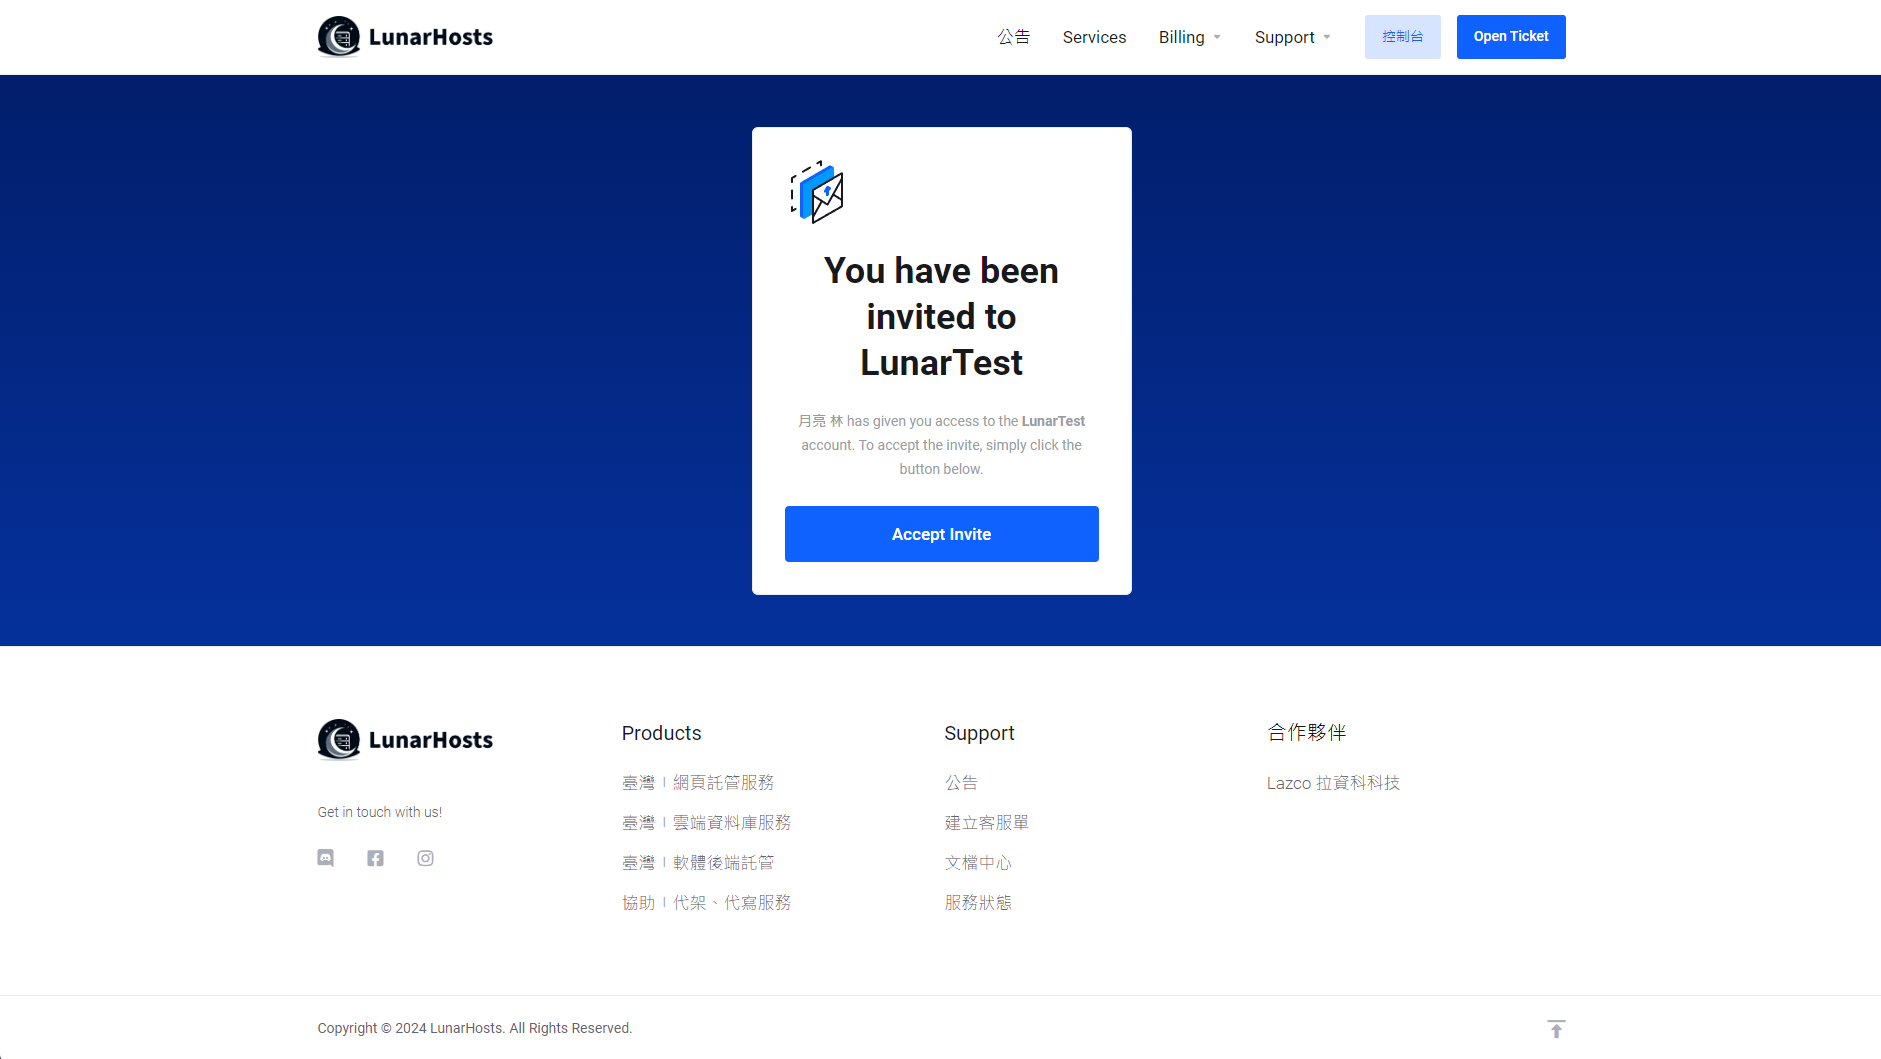 LunarHosts
公告 Services Billing Support 控制台 Open Ticket
You have been
invited to
LunarTest
月亮 林 has given you access to the LunarTest
account. To accept the invite, simply click the
button below.
Accept Invite
LunarHosts
Get in touch with us!
Products
臺灣｜網頁託管服務
臺灣｜雲端資料庫服務
臺灣｜軟體後端託管
協助｜代架、代寫服務
Support
公告
建立客服單
文檔中心
服務狀態
合作夥伴
Lazco 拉資科科技
Copyright © 2024 LunarHosts. All Rights Reserved.